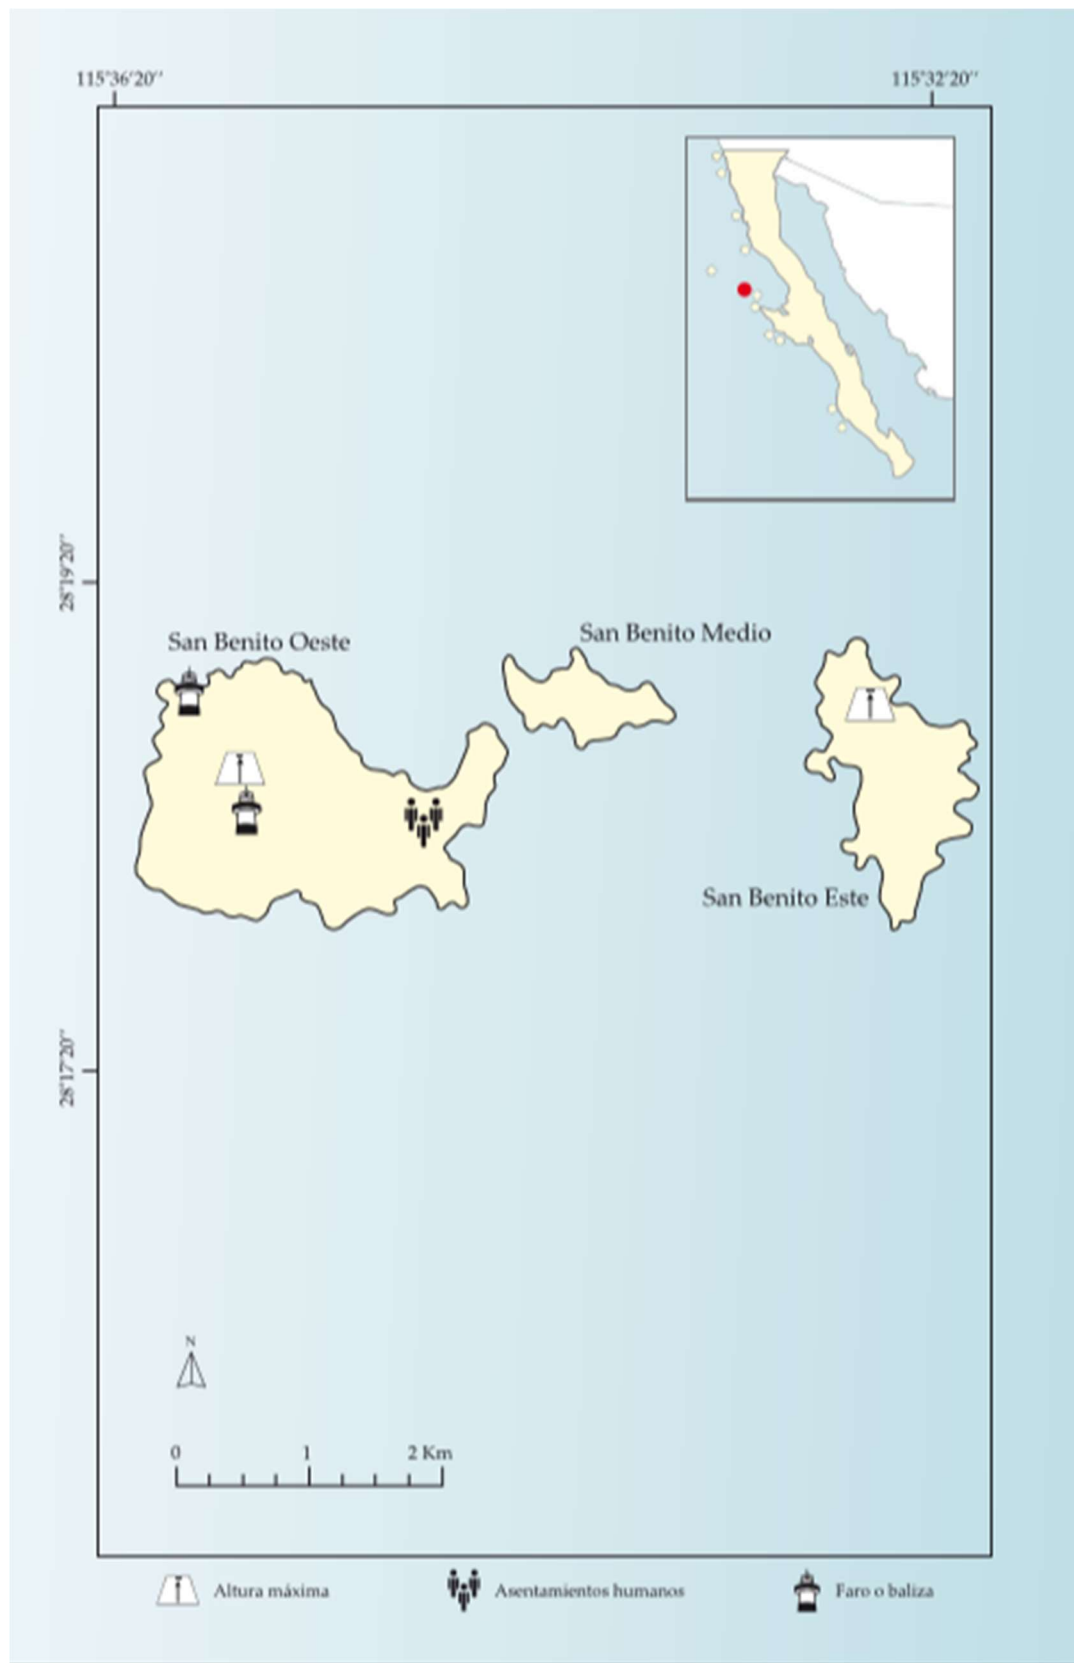 115°36'20''
115°32'20''
28°19'20''
San Benito Oeste
San Benito Medio
San Benito Este
28°17'20''
N
0 1 2 Km
Altura máxima
Asentamientos humanos
Faro o baliza